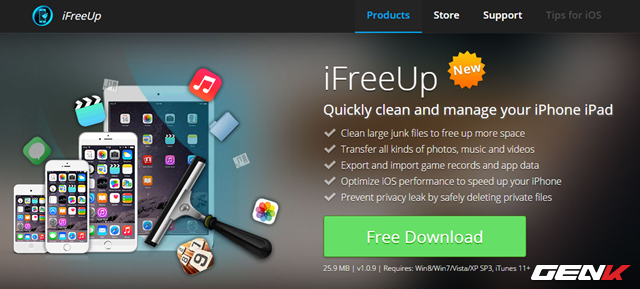 iFreeUp
Products Store Support Tips for iOS
iFreeUp New
Quickly clean and manage your iPhone iPad
Clean large junk files to free up more space
Transfer all kinds of photos, music and videos
Export and import game records and app data
Optimize iOS performance to speed up your iPhone
Prevent privacy leak by safely deleting private files
Free Download
25.9 MB | v1.0.9 | Requires: Win8/Win7/Vista/XP SP3, iTunes 11+
GENK